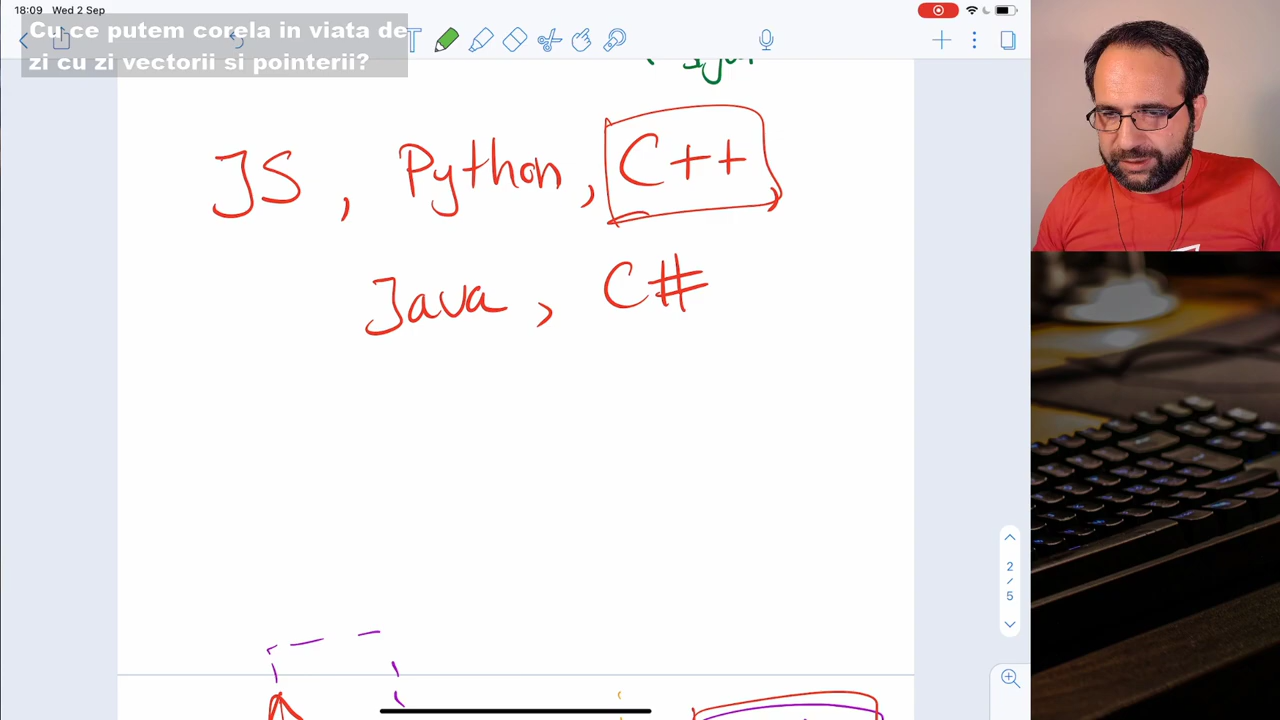 18:09 Wed 2 Sep
Cu ce putem corela in viata de
zi cu zi vectorii si pointerii?
T
JS, Python, C++
Java, C#
2
/
5